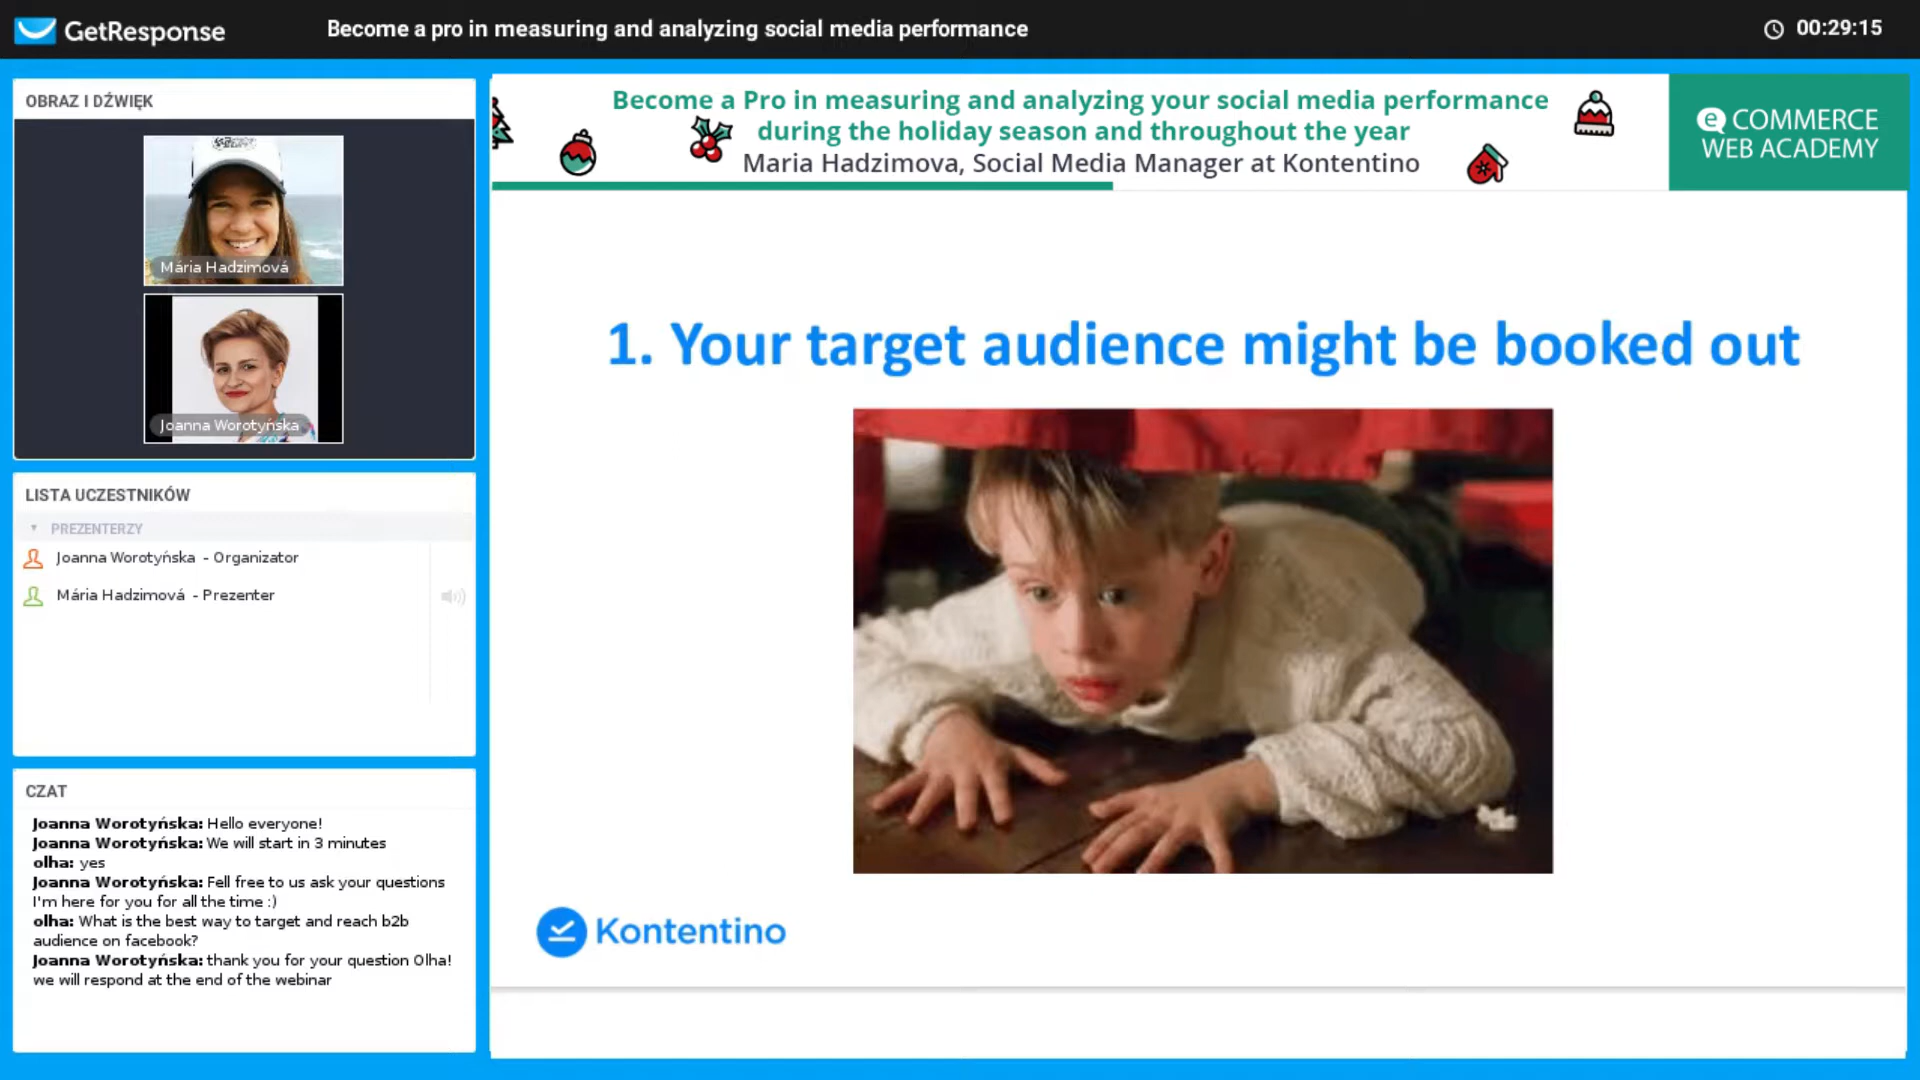 GetResponse
Become a pro in measuring and analyzing social media performance
00:29:15
OBRAZ I DŹWIĘK
Mária Hadzimová
Joanna Worotyńska
LISTA UCZESTNIKÓW
PREZENTERZY
Joanna Worotyńska - Organizator
Mária Hadzimová - Prezenter
CZAT
Joanna Worotyńska: Hello everyone!
Joanna Worotyńska: We will start in 3 minutes
olha: yes
Joanna Worotyńska: Fell free to us ask your questions
I'm here for you for all the time :)
olha: What is the best way to target and reach b2b
audience on facebook?
Joanna Worotyńska: thank you for your question Olha!
we will respond at the end of the webinar
Become a Pro in measuring and analyzing your social media performance
during the holiday season and throughout the year
Maria Hadzimova, Social Media Manager at Kontentino
e COMMERCE
WEB ACADEMY
1. Your target audience might be booked out
Kontentino